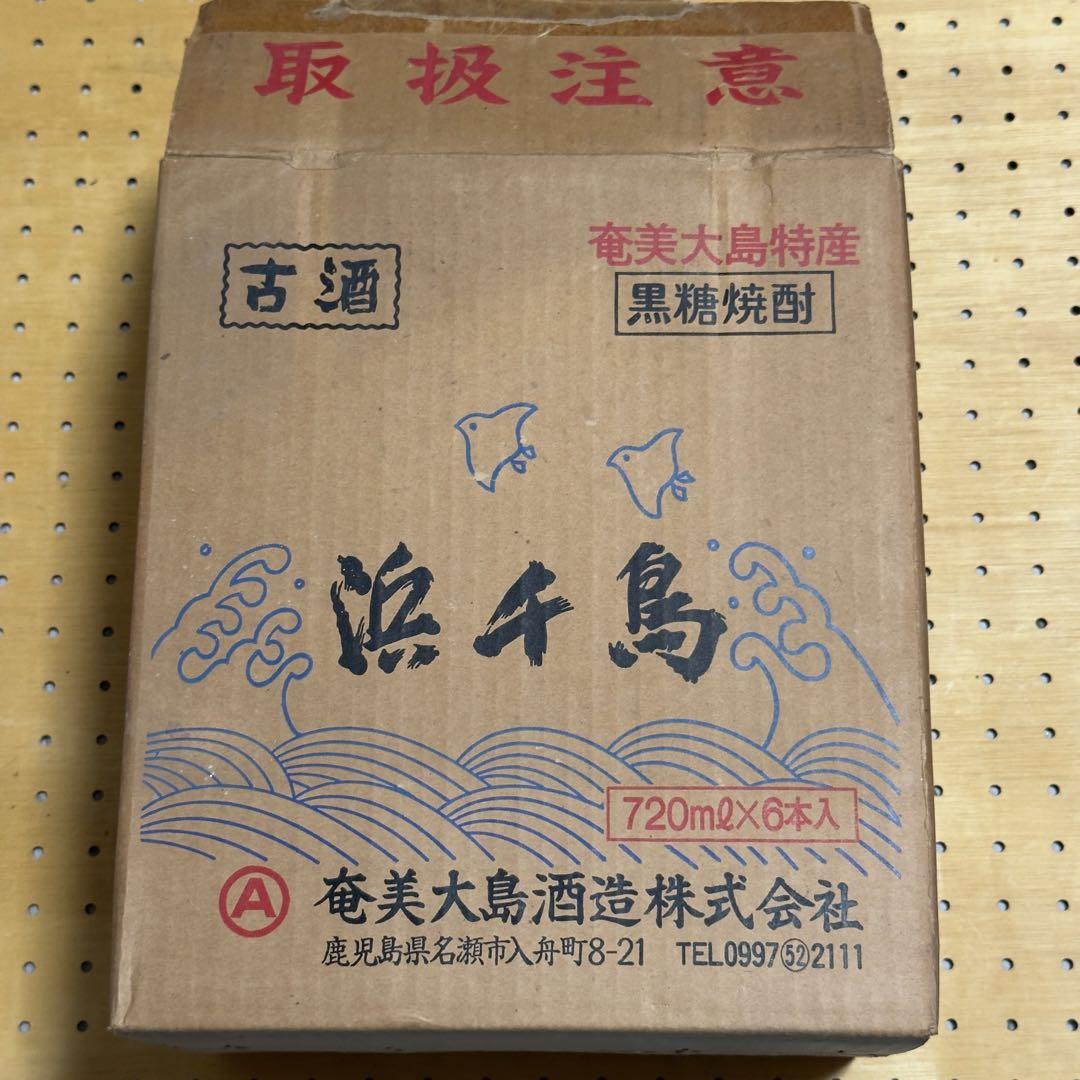 取扱注意
古酒
奄美大島特産
黒糖焼酎
浜千鳥
720mℓ×6本入
A 奄美大島酒造株式会社
鹿児島県名瀬市入舟町8-21 TEL0997㊾2111